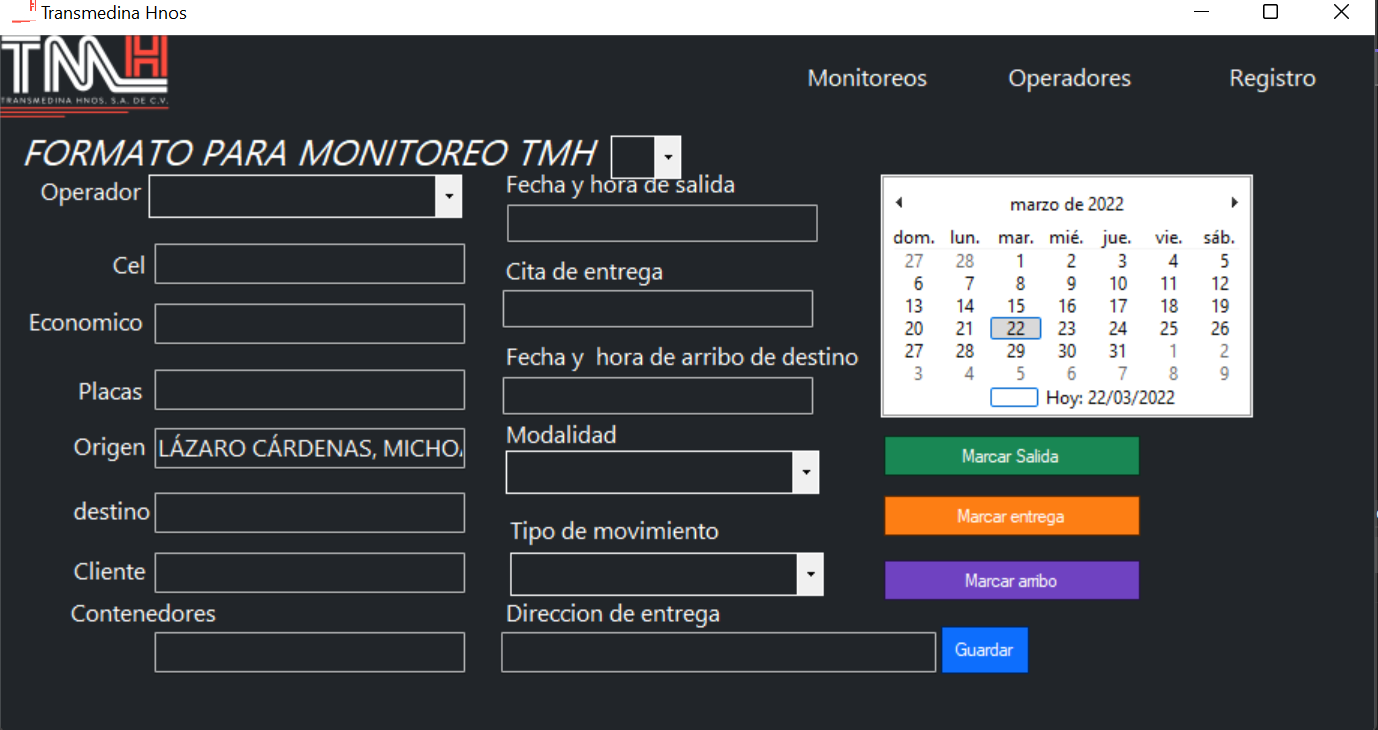 Transmedina Hnos
TMH
TRANSMEDINA HNOS. S.A. DE C.V.
Monitoreos
Operadores
Registro
FORMATO PARA MONITOREO TMH
Operador
Cel
Economico
Placas
Origen
LÁZARO CÁRDENAS, MICHO
destino
Cliente
Contenedores
Fecha y hora de salida
Cita de entrega
Fecha y  hora de arribo de destino
Modalidad
Tipo de movimiento
Direccion de entrega
Guardar
marzo de 2022
dom. lun. mar. mié. jue. vie. sáb.
27 28 1 2 3 4 5
6 7 8 9 10 11 12
13 14 15 16 17 18 19
20 21 22 23 24 25 26
27 28 29 30 31 1 2
3 4 5 6 7 8 9
Hoy: 22/03/2022
Marcar Salida
Marcar entrega
Marcar arribo